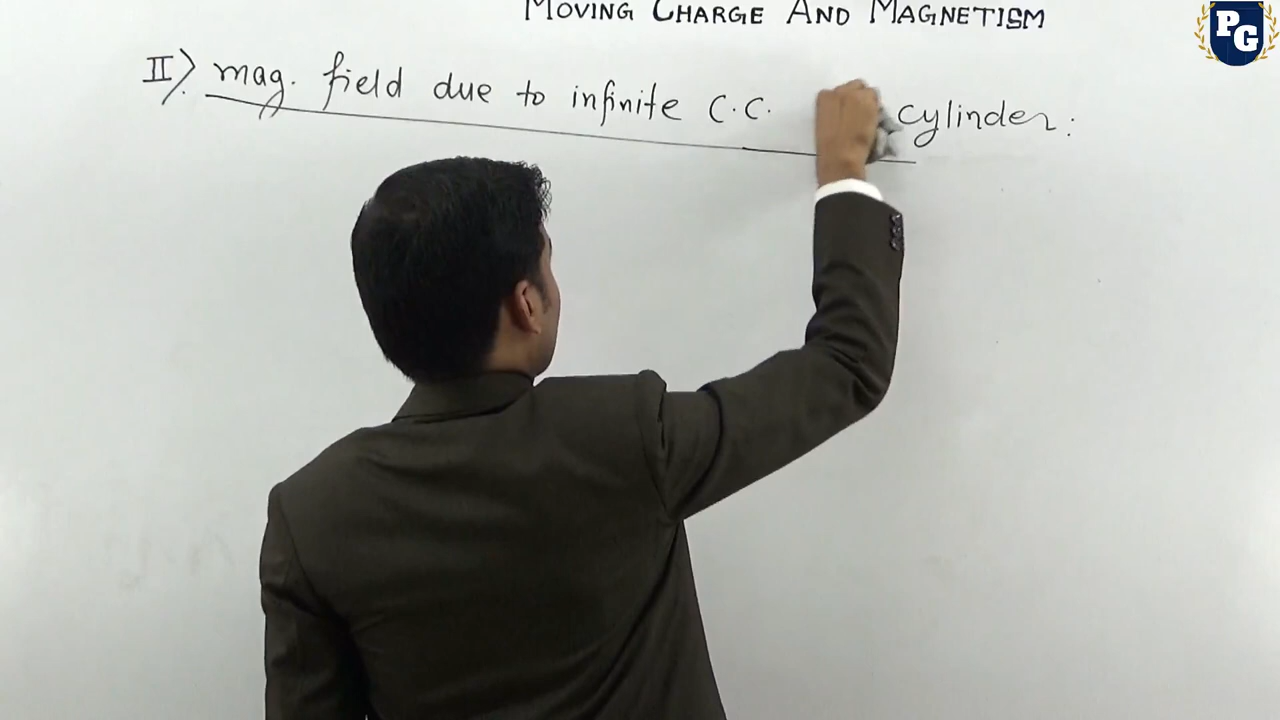 MOVING CHARGE AND MAGNETISM
PG
II). mag. field due to infinite C.C. cylinder: